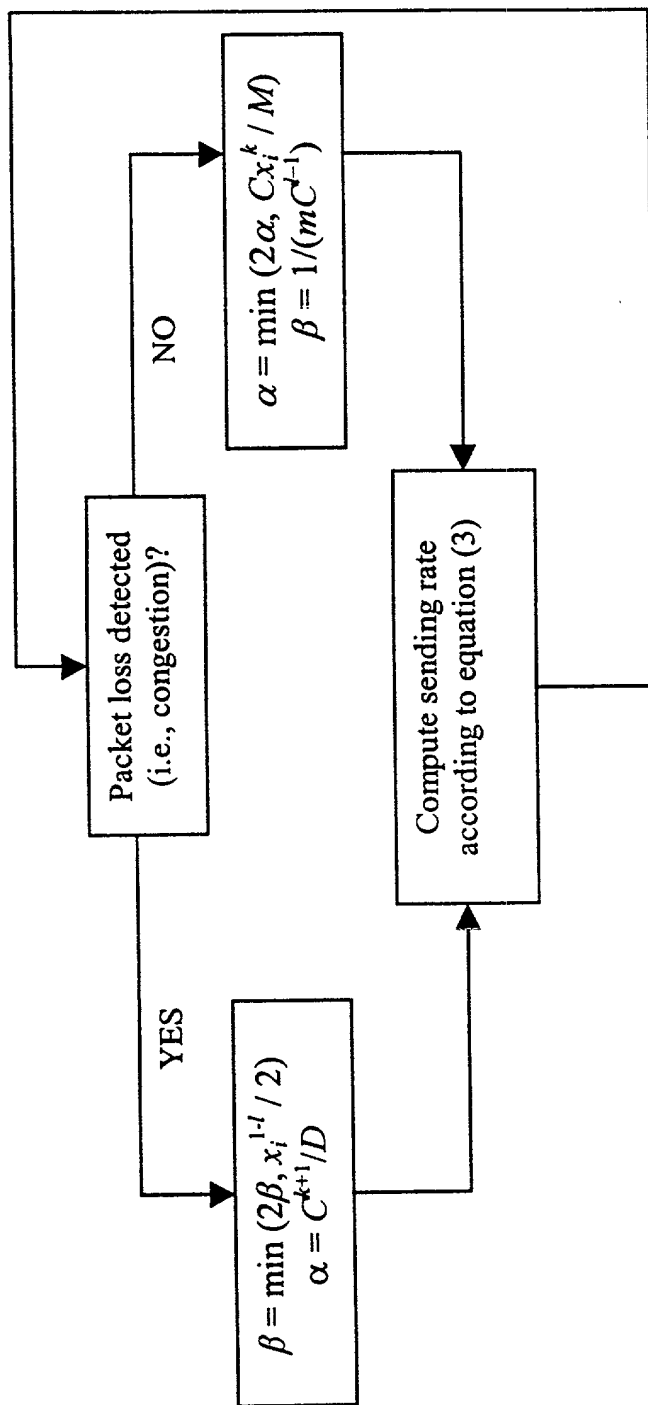 Packet loss detected
(i.e., congestion)?
YES
NO
β = min (2β, x_i^{1-l} / 2)
α = C^{k+1}/D
α = min (2α, Cx_i^k / M)
β = 1/(mC^{l-1})
Compute sending rate
according to equation (3)